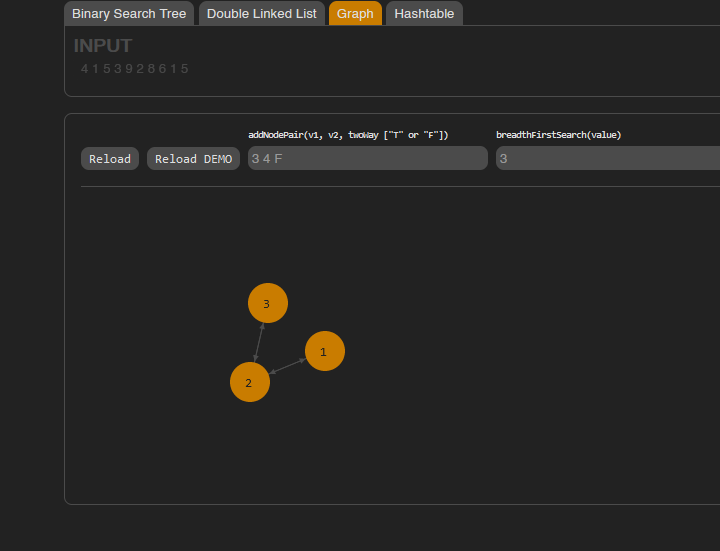 Binary Search Tree Double Linked List Graph Hashtable
INPUT
4 1 5 3 9 2 8 6 1 5
addNodePair(v1, v2, twoWay ["T" or "F"]) breadthFirstSearch(value)
Reload Reload DEMO 3 4 F 3
3
1
2